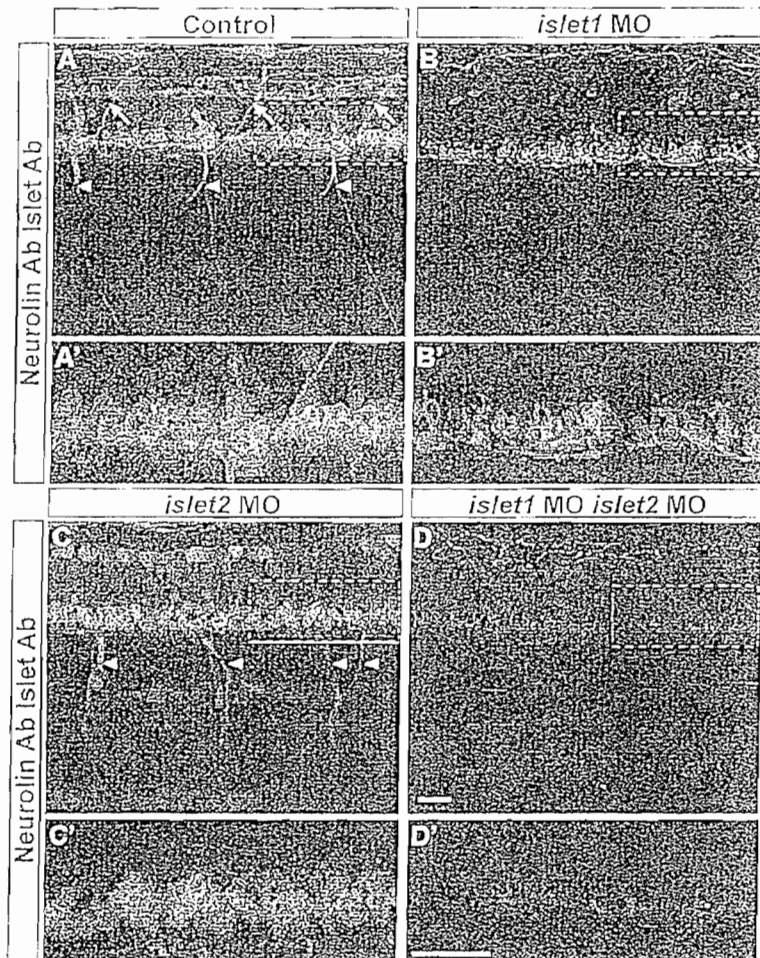 Control
islet1 MO
Neurolin Ab Islet Ab
A
B
A'
B'
islet2 MO
islet1 MO islet2 MO
Neurolin Ab Islet Ab
C
D
C'
D'